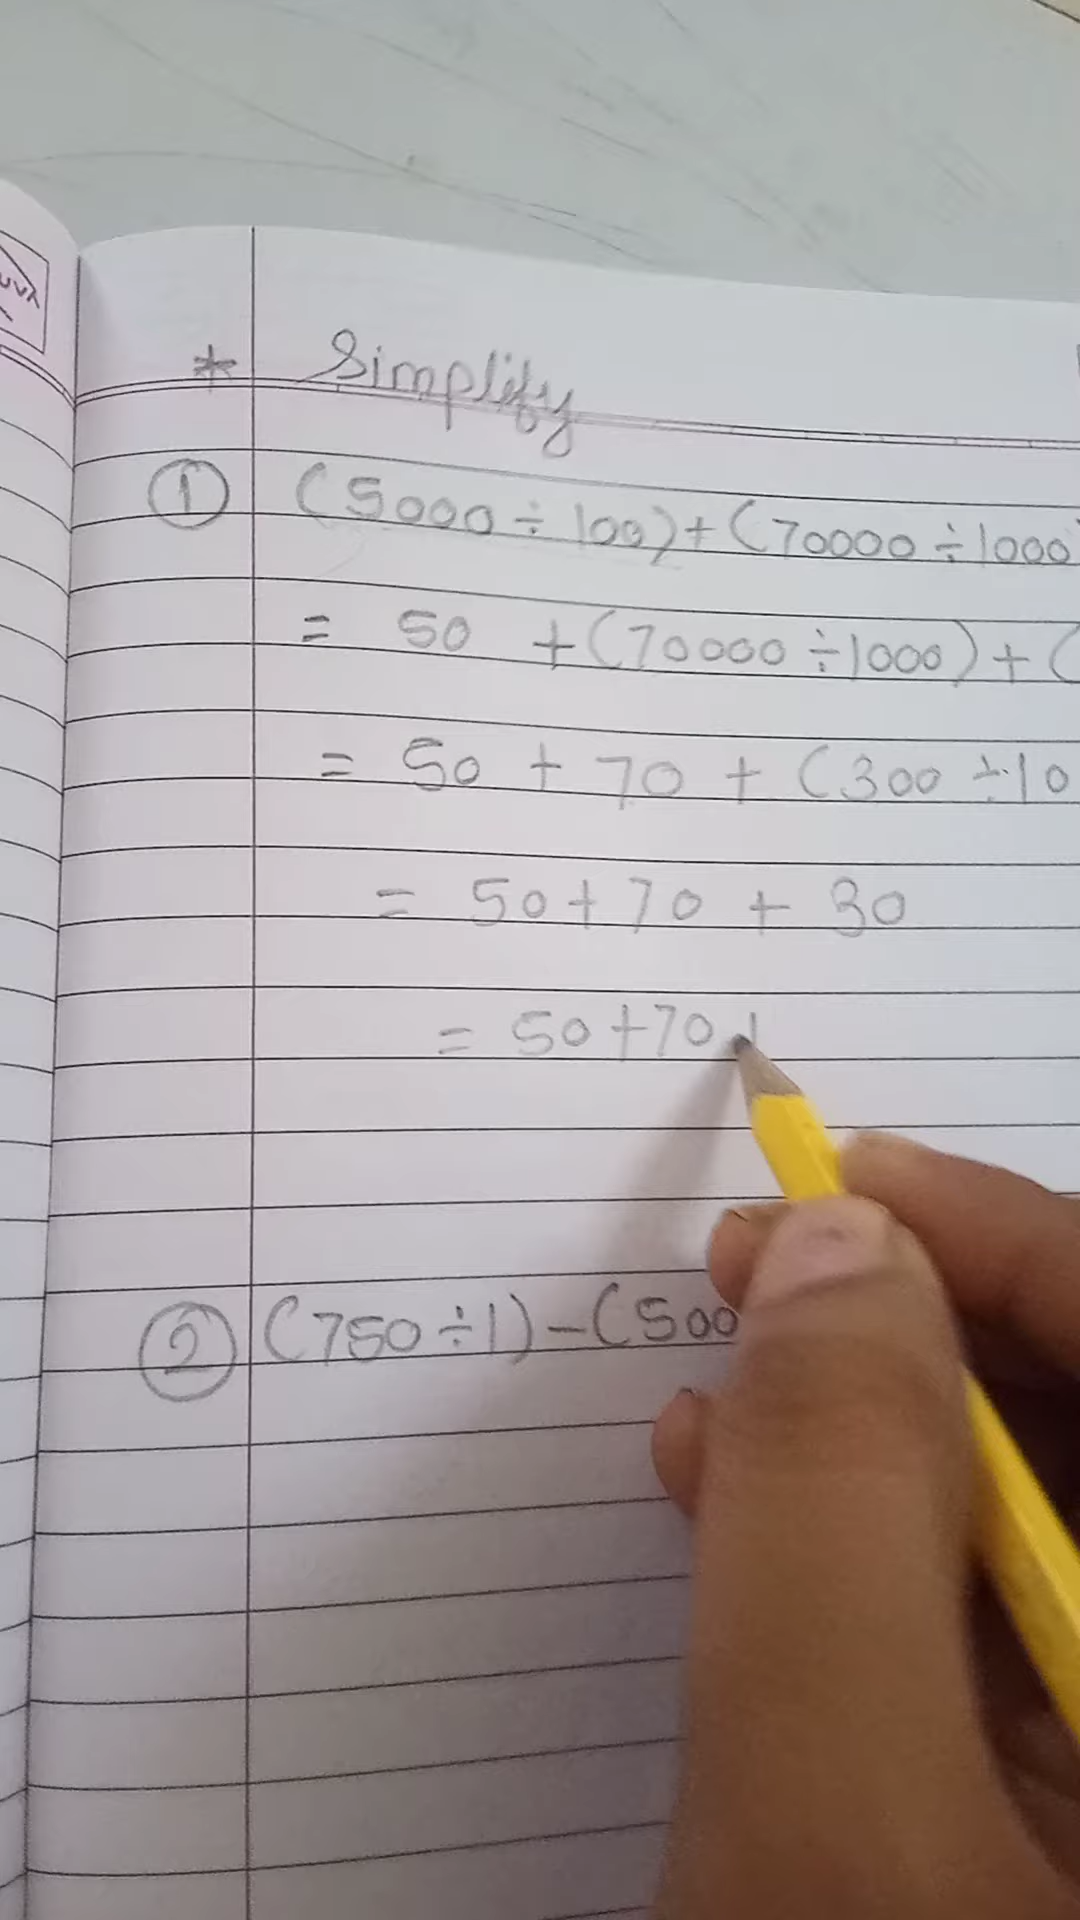 * Simplify
① (5000 ÷ 100) + (70000 ÷ 1000)
= 50 + (70000 ÷ 1000) + (
= 50 + 70 + (300 ÷ 10
= 50 + 70 + 30
= 50 + 70 +
② (750 ÷ 1) - (500